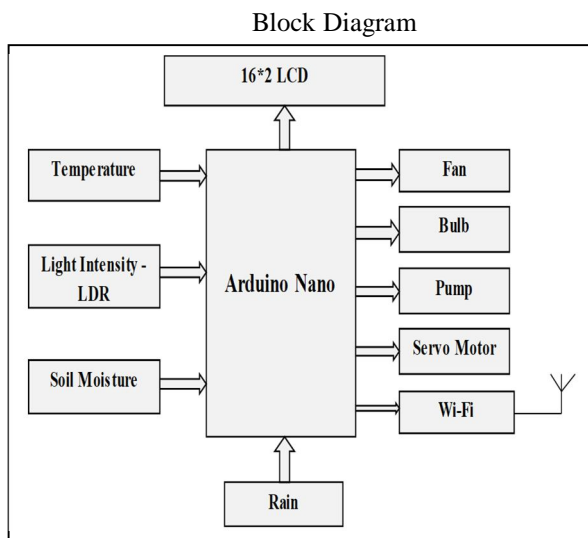 Block Diagram
16*2 LCD
Temperature
Light Intensity -
LDR
Soil Moisture
Arduino Nano
Fan
Bulb
Pump
Servo Motor
Wi-Fi
Rain